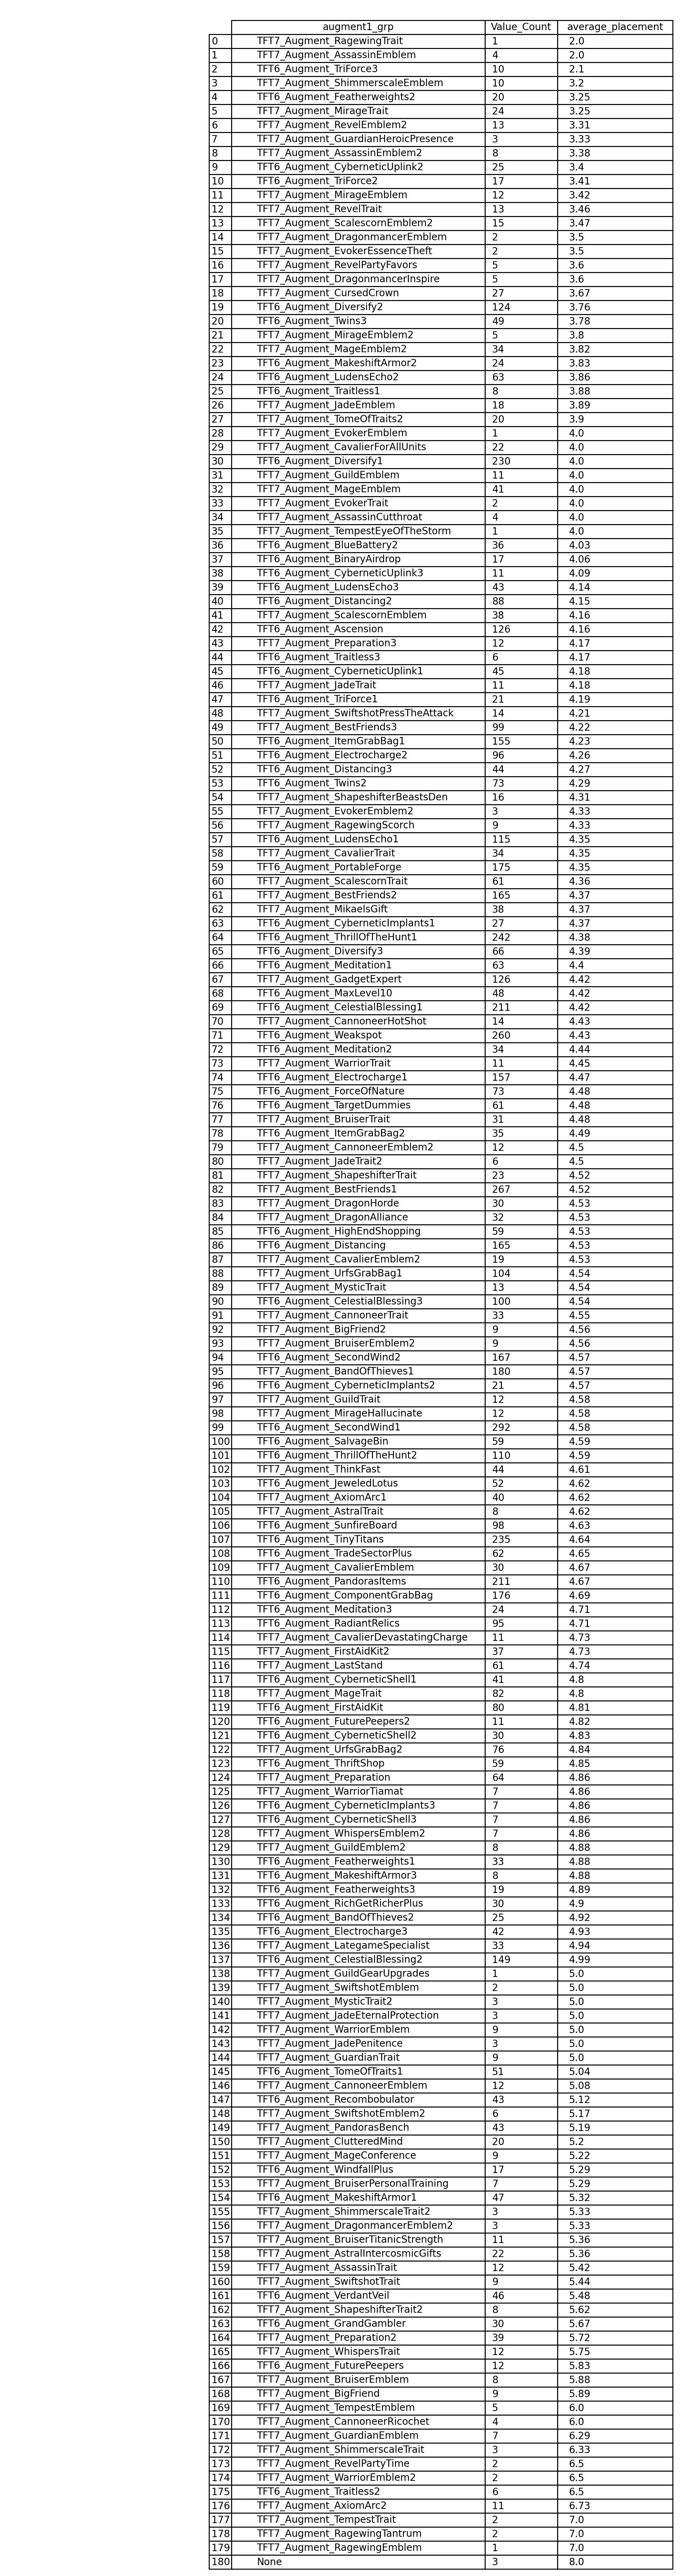 augment1_grp Value_Count average_placement
0 TFT7_Augment_RagewingTrait 1 2.0
1 TFT7_Augment_AssassinEmblem 4 2.0
2 TFT6_Augment_TriForce3 10 2.1
3 TFT7_Augment_ShimmerscaleEmblem 10 3.2
4 TFT6_Augment_Featherweights2 20 3.25
5 TFT7_Augment_MirageTrait 24 3.25
6 TFT7_Augment_RevelEmblem2 13 3.31
7 TFT7_Augment_GuardianHeroicPresence 3 3.33
8 TFT7_Augment_AssassinEmblem2 8 3.38
9 TFT6_Augment_CyberneticUplink2 25 3.4
10 TFT6_Augment_TriForce2 17 3.41
11 TFT7_Augment_MirageEmblem 12 3.42
12 TFT7_Augment_RevelTrait 13 3.46
13 TFT7_Augment_ScalescornEmblem2 15 3.47
14 TFT7_Augment_DragonmancerEmblem 2 3.5
15 TFT7_Augment_EvokerEssenceTheft 2 3.5
16 TFT7_Augment_RevelPartyFavors 5 3.6
17 TFT7_Augment_DragonmancerInspire 5 3.6
18 TFT7_Augment_CursedCrown 27 3.67
19 TFT6_Augment_Diversify2 124 3.76
20 TFT6_Augment_Twins3 49 3.78
21 TFT7_Augment_MirageEmblem2 5 3.8
22 TFT7_Augment_MageEmblem2 34 3.82
23 TFT6_Augment_MakeshiftArmor2 24 3.83
24 TFT6_Augment_LudensEcho2 63 3.86
25 TFT6_Augment_Traitless1 8 3.88
26 TFT7_Augment_JadeEmblem 18 3.89
27 TFT6_Augment_TomeOfTraits2 20 3.9
28 TFT7_Augment_EvokerEmblem 1 4.0
29 TFT7_Augment_CavalierForAllUnits 22 4.0
30 TFT6_Augment_Diversify1 230 4.0
31 TFT7_Augment_GuildEmblem 11 4.0
32 TFT7_Augment_MageEmblem 41 4.0
33 TFT7_Augment_EvokerTrait 2 4.0
34 TFT7_Augment_AssassinCutthroat 4 4.0
35 TFT7_Augment_TempestEyeOfTheStorm 1 4.0
36 TFT6_Augment_BlueBattery2 36 4.03
37 TFT6_Augment_BinaryAirdrop 17 4.06
38 TFT6_Augment_CyberneticUplink3 11 4.09
39 TFT6_Augment_LudensEcho3 43 4.14
40 TFT6_Augment_Distancing2 88 4.15
41 TFT7_Augment_ScalescornEmblem 38 4.16
42 TFT6_Augment_Ascension 126 4.16
43 TFT7_Augment_Preparation3 12 4.17
44 TFT6_Augment_Traitless3 6 4.17
45 TFT6_Augment_CyberneticUplink1 45 4.18
46 TFT7_Augment_JadeTrait 11 4.18
47 TFT6_Augment_TriForce1 21 4.19
48 TFT7_Augment_SwiftshotPressTheAttack 14 4.21
49 TFT7_Augment_BestFriends3 99 4.22
50 TFT6_Augment_ItemGrabBag1 155 4.23
51 TFT6_Augment_Electrocharge2 96 4.26
52 TFT6_Augment_Distancing3 44 4.27
53 TFT6_Augment_Twins2 73 4.29
54 TFT7_Augment_ShapeshifterBeastsDen 16 4.31
55 TFT7_Augment_EvokerEmblem2 3 4.33
56 TFT7_Augment_RagewingScorch 9 4.33
57 TFT6_Augment_LudensEcho1 115 4.35
58 TFT7_Augment_CavalierTrait 34 4.35
59 TFT6_Augment_PortableForge 175 4.35
60 TFT7_Augment_ScalescornTrait 61 4.36
61 TFT7_Augment_BestFriends2 165 4.37
62 TFT7_Augment_MikaelsGift 38 4.37
63 TFT6_Augment_CyberneticImplants1 27 4.37
64 TFT6_Augment_ThrillOfTheHunt1 242 4.38
65 TFT6_Augment_Diversify3 66 4.39
66 TFT6_Augment_Meditation1 63 4.4
67 TFT7_Augment_GadgetExpert 126 4.42
68 TFT6_Augment_MaxLevel10 48 4.42
69 TFT6_Augment_CelestialBlessing1 211 4.42
70 TFT7_Augment_CannoneerHotShot 14 4.43
71 TFT6_Augment_Weakspot 260 4.43
72 TFT6_Augment_Meditation2 34 4.44
73 TFT7_Augment_WarriorTrait 11 4.45
74 TFT6_Augment_Electrocharge1 157 4.47
75 TFT6_Augment_ForceOfNature 73 4.48
76 TFT6_Augment_TargetDummies 61 4.48
77 TFT7_Augment_BruiserTrait 31 4.48
78 TFT6_Augment_ItemGrabBag2 35 4.49
79 TFT7_Augment_CannoneerEmblem2 12 4.5
80 TFT7_Augment_JadeTrait2 6 4.5
81 TFT7_Augment_ShapeshifterTrait 23 4.52
82 TFT7_Augment_BestFriends1 267 4.52
83 TFT7_Augment_DragonHorde 30 4.53
84 TFT7_Augment_DragonAlliance 32 4.53
85 TFT6_Augment_HighEndShopping 59 4.53
86 TFT6_Augment_Distancing 165 4.53
87 TFT7_Augment_CavalierEmblem2 19 4.53
88 TFT7_Augment_UrfsGrabBag1 104 4.54
89 TFT7_Augment_MysticTrait 13 4.54
90 TFT6_Augment_CelestialBlessing3 100 4.54
91 TFT7_Augment_CannoneerTrait 33 4.55
92 TFT7_Augment_BigFriend2 9 4.56
93 TFT7_Augment_BruiserEmblem2 9 4.56
94 TFT6_Augment_SecondWind2 167 4.57
95 TFT7_Augment_BandOfThieves1 180 4.57
96 TFT6_Augment_CyberneticImplants2 21 4.57
97 TFT7_Augment_GuildTrait 12 4.58
98 TFT7_Augment_MirageHallucinate 12 4.58
99 TFT6_Augment_SecondWind1 292 4.58
100 TFT6_Augment_SalvageBin 59 4.59
101 TFT6_Augment_ThrillOfTheHunt2 110 4.59
102 TFT7_Augment_ThinkFast 44 4.61
103 TFT6_Augment_JeweledLotus 52 4.62
104 TFT7_Augment_AxiomArc1 40 4.62
105 TFT7_Augment_AstralTrait 8 4.62
106 TFT6_Augment_SunfireBoard 98 4.63
107 TFT6_Augment_TinyTitans 235 4.64
108 TFT6_Augment_TradeSectorPlus 62 4.65
109 TFT7_Augment_CavalierEmblem 30 4.67
110 TFT6_Augment_PandorasItems 211 4.67
111 TFT6_Augment_ComponentGrabBag 176 4.69
112 TFT6_Augment_Meditation3 24 4.71
113 TFT6_Augment_RadiantRelics 95 4.71
114 TFT7_Augment_CavalierDevastatingCharge 11 4.73
115 TFT7_Augment_FirstAidKit2 37 4.73
116 TFT7_Augment_LastStand 61 4.74
117 TFT6_Augment_CyberneticShell1 41 4.8
118 TFT7_Augment_MageTrait 82 4.8
119 TFT6_Augment_FirstAidKit 80 4.81
120 TFT7_Augment_FuturePeepers2 11 4.82
121 TFT6_Augment_CyberneticShell2 30 4.83
122 TFT7_Augment_UrfsGrabBag2 76 4.84
123 TFT6_Augment_ThriftShop 59 4.85
124 TFT7_Augment_Preparation 64 4.86
125 TFT7_Augment_WarriorTiamat 7 4.86
126 TFT6_Augment_CyberneticImplants3 7 4.86
127 TFT6_Augment_CyberneticShell3 7 4.86
128 TFT7_Augment_WhispersEmblem2 7 4.86
129 TFT7_Augment_GuildEmblem2 8 4.88
130 TFT6_Augment_Featherweights1 33 4.88
131 TFT6_Augment_MakeshiftArmor3 8 4.88
132 TFT6_Augment_Featherweights3 19 4.89
133 TFT6_Augment_RichGetRicherPlus 30 4.9
134 TFT6_Augment_BandOfThieves2 25 4.92
135 TFT6_Augment_Electrocharge3 42 4.93
136 TFT7_Augment_LategameSpecialist 33 4.94
137 TFT6_Augment_CelestialBlessing2 149 4.99
138 TFT7_Augment_GuildGearUpgrades 1 5.0
139 TFT7_Augment_SwiftshotEmblem 2 5.0
140 TFT7_Augment_MysticTrait2 3 5.0
141 TFT7_Augment_JadeEternalProtection 3 5.0
142 TFT7_Augment_WarriorEmblem 9 5.0
143 TFT7_Augment_JadePenitence 3 5.0
144 TFT7_Augment_GuardianTrait 9 5.0
145 TFT6_Augment_TomeOfTraits1 51 5.04
146 TFT7_Augment_CannoneerEmblem 12 5.08
147 TFT6_Augment_Recombobulator 43 5.12
148 TFT7_Augment_SwiftshotEmblem2 6 5.17
149 TFT7_Augment_PandorasBench 43 5.19
150 TFT7_Augment_ClutteredMind 20 5.2
151 TFT7_Augment_MageConference 9 5.22
152 TFT6_Augment_WindfallPlus 17 5.29
153 TFT7_Augment_BruiserPersonalTraining 7 5.29
154 TFT6_Augment_MakeshiftArmor1 47 5.32
155 TFT7_Augment_ShimmerscaleTrait2 3 5.33
156 TFT7_Augment_DragonmancerEmblem2 3 5.33
157 TFT7_Augment_BruiserTitanicStrength 11 5.36
158 TFT7_Augment_AstralIntercosmicGifts 22 5.36
159 TFT7_Augment_AssassinTrait 12 5.42
160 TFT7_Augment_SwiftshotTrait 9 5.44
161 TFT6_Augment_VerdantVeil 46 5.48
162 TFT7_Augment_ShapeshifterTrait2 8 5.62
163 TFT6_Augment_GrandGambler 30 5.67
164 TFT7_Augment_Preparation2 39 5.72
165 TFT7_Augment_WhispersTrait 12 5.75
166 TFT7_Augment_FuturePeepers 12 5.83
167 TFT7_Augment_BruiserEmblem 8 5.88
168 TFT7_Augment_BigFriend 9 5.89
169 TFT7_Augment_TempestEmblem 5 6.0
170 TFT7_Augment_CannoneerRicochet 4 6.0
171 TFT7_Augment_GuardianEmblem 7 6.29
172 TFT7_Augment_ShimmerscaleTrait 3 6.33
173 TFT7_Augment_RevelPartyTime 2 6.5
174 TFT7_Augment_WarriorEmblem2 2 6.5
175 TFT6_Augment_Traitless2 6 6.5
176 TFT7_Augment_AxiomArc2 11 6.73
177 TFT7_Augment_TempestTrait 2 7.0
178 TFT7_Augment_RagewingTantrum 2 7.0
179 TFT7_Augment_RagewingEmblem 1 7.0
180 None 3 8.0